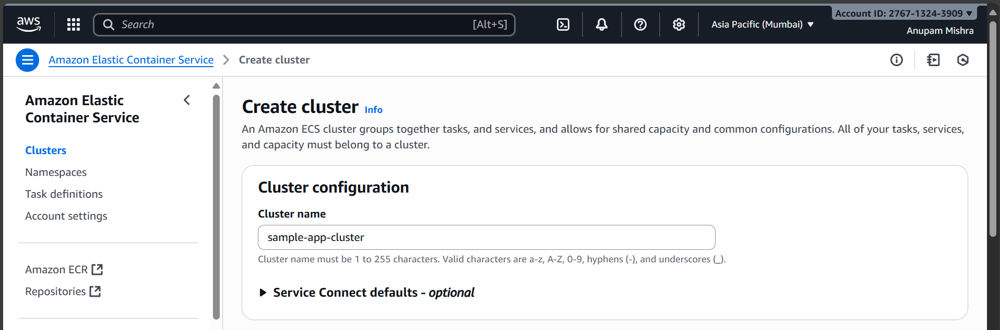 aws
Search
[Alt+S]
Asia Pacific (Mumbai)
Account ID: 2767-1324-3909
Anupam Mishra
Amazon Elastic Container Service
Create cluster
Amazon Elastic
Container Service
Clusters
Namespaces
Task definitions
Account settings
Amazon ECR
Repositories
Create cluster Info
An Amazon ECS cluster groups together tasks, and services, and allows for shared capacity and common configurations. All of your tasks, services,
and capacity must belong to a cluster.
Cluster configuration
Cluster name
sample-app-cluster
Cluster name must be 1 to 255 characters. Valid characters are a-z, A-Z, 0-9, hyphens (-), and underscores (_).
Service Connect defaults - optional